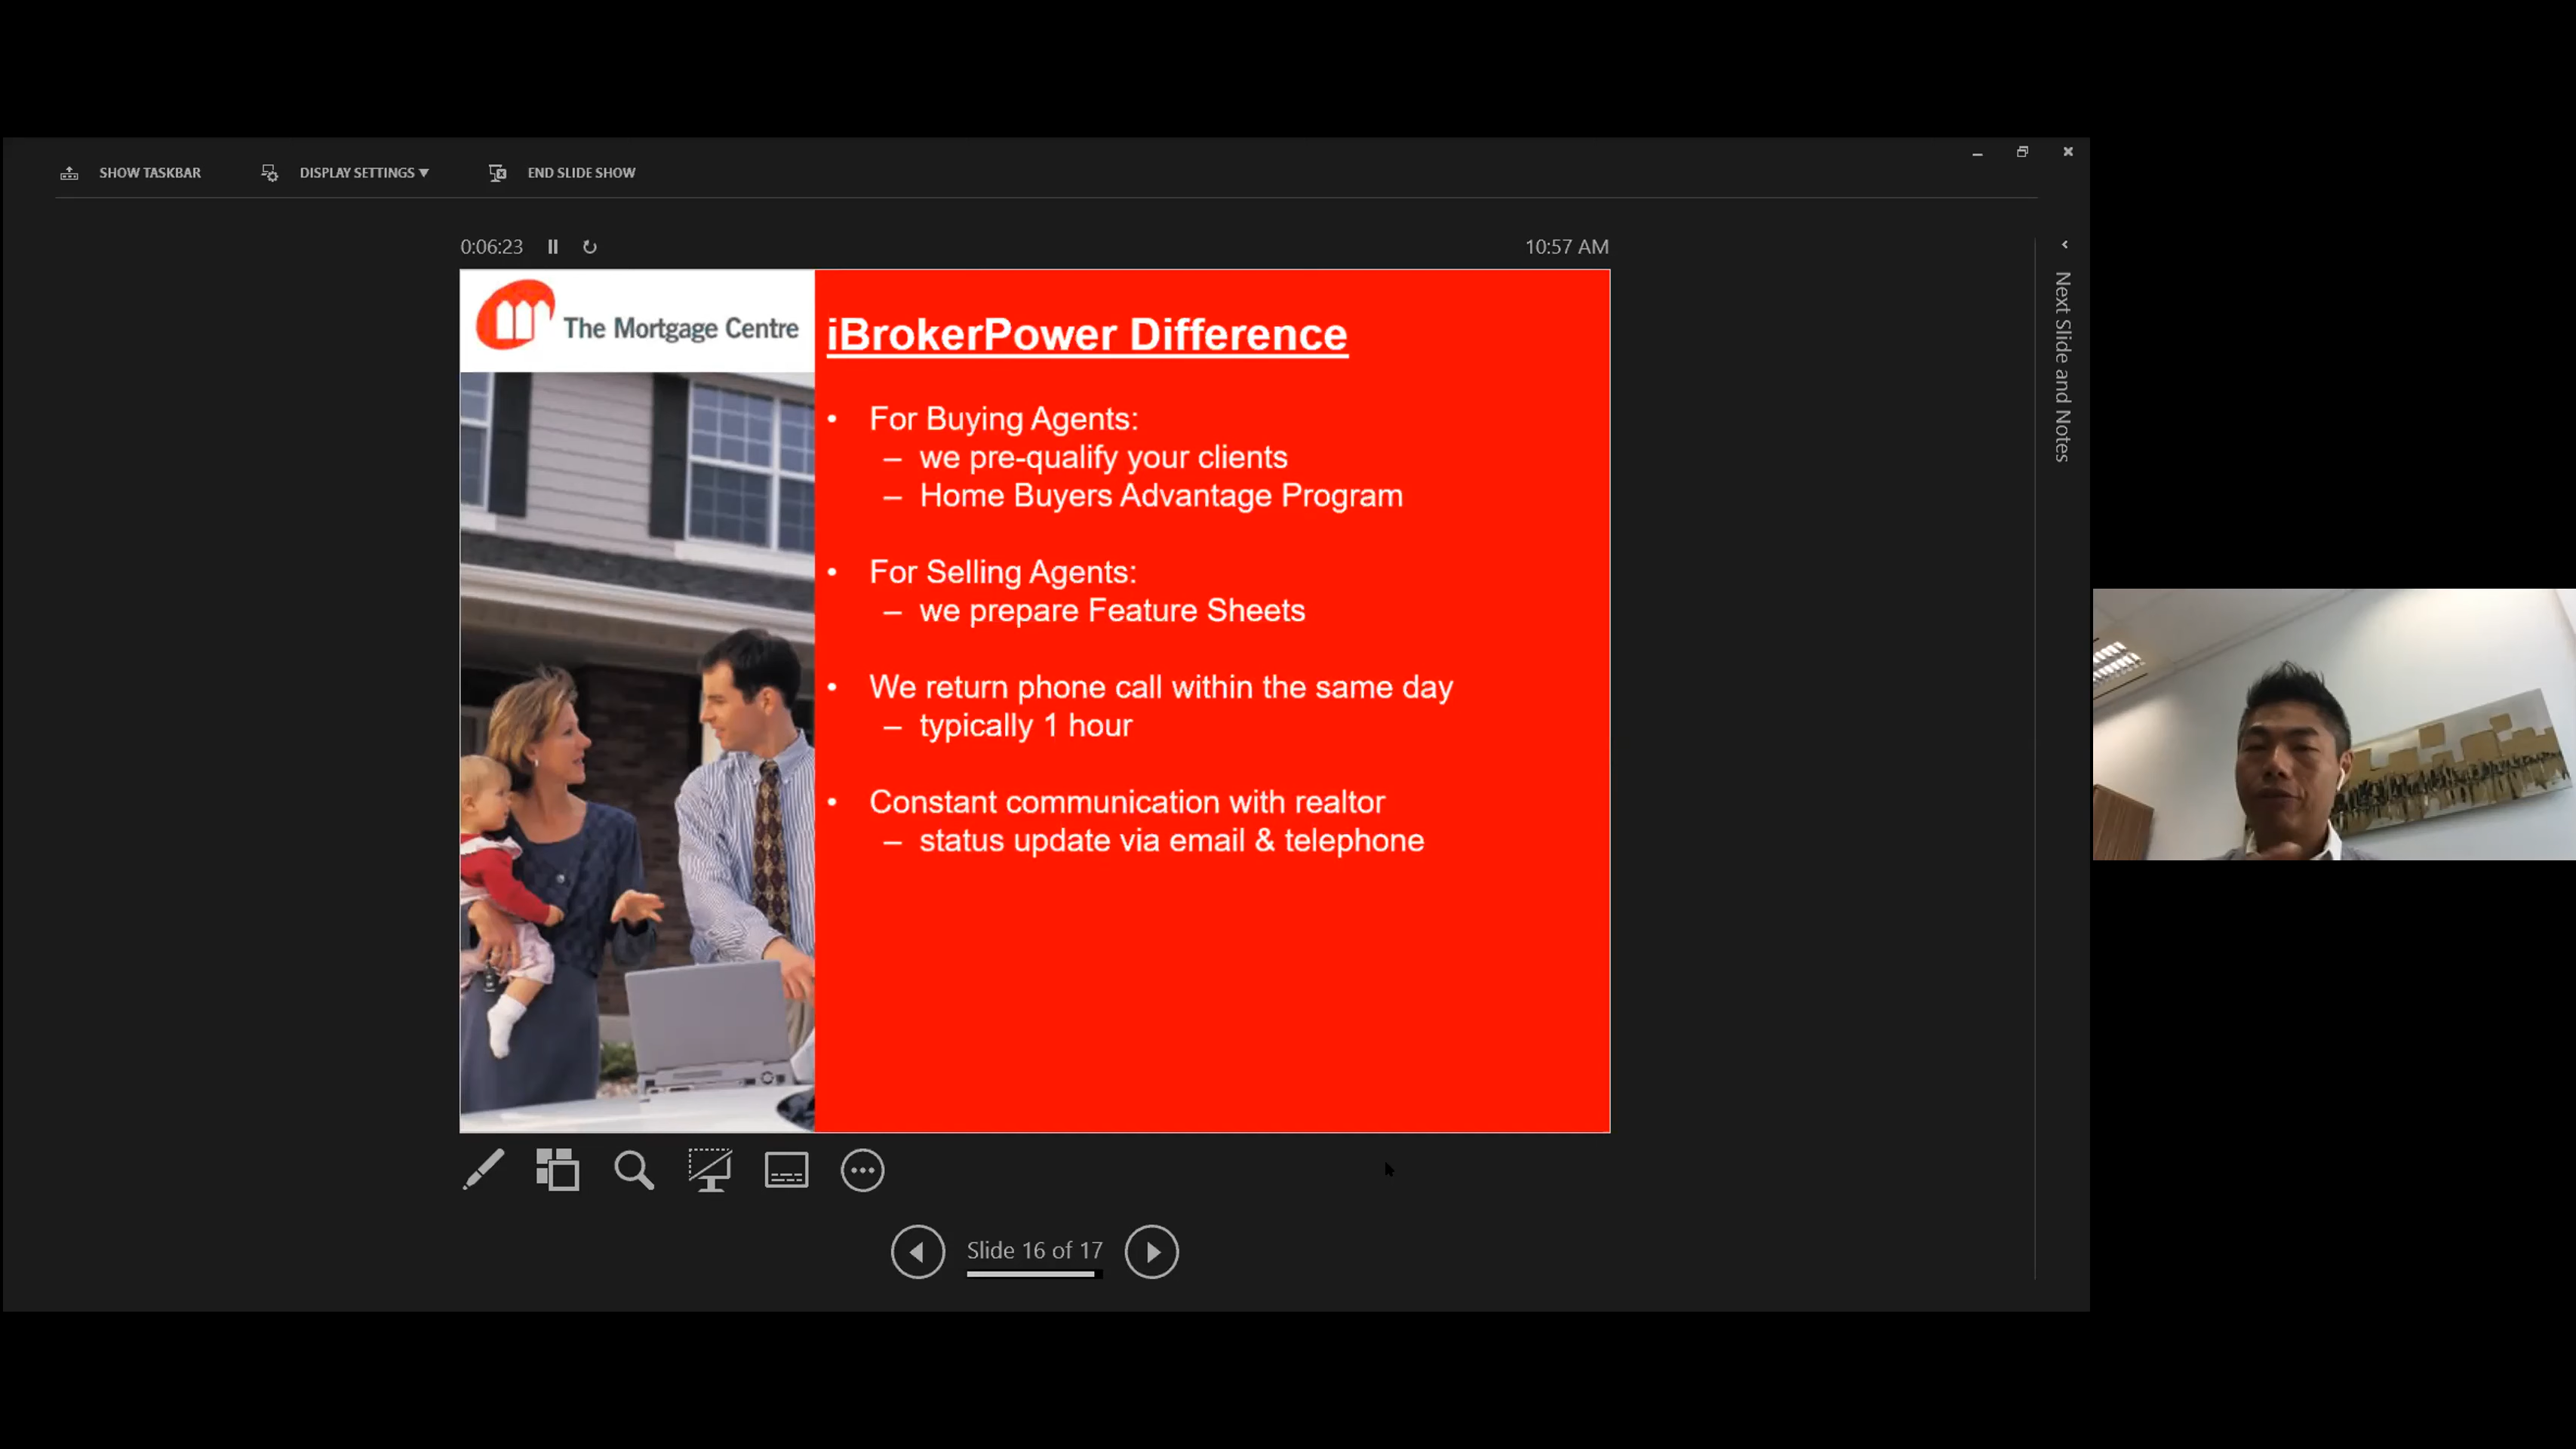 SHOW TASKBAR
DISPLAY SETTINGS
END SLIDE SHOW
0:06:23
10:57 AM
The Mortgage Centre
iBrokerPower Difference
• For Buying Agents:
– we pre-qualify your clients
– Home Buyers Advantage Program
• For Selling Agents:
– we prepare Feature Sheets
• We return phone call within the same day
– typically 1 hour
• Constant communication with realtor
– status update via email & telephone
Slide 16 of 17
Next Slide and Notes